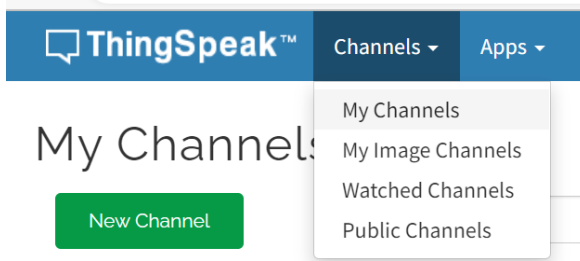 ThingSpeak™ Channels Apps
My Channels
My Image Channels
Watched Channels
Public Channels
My Channels
New Channel